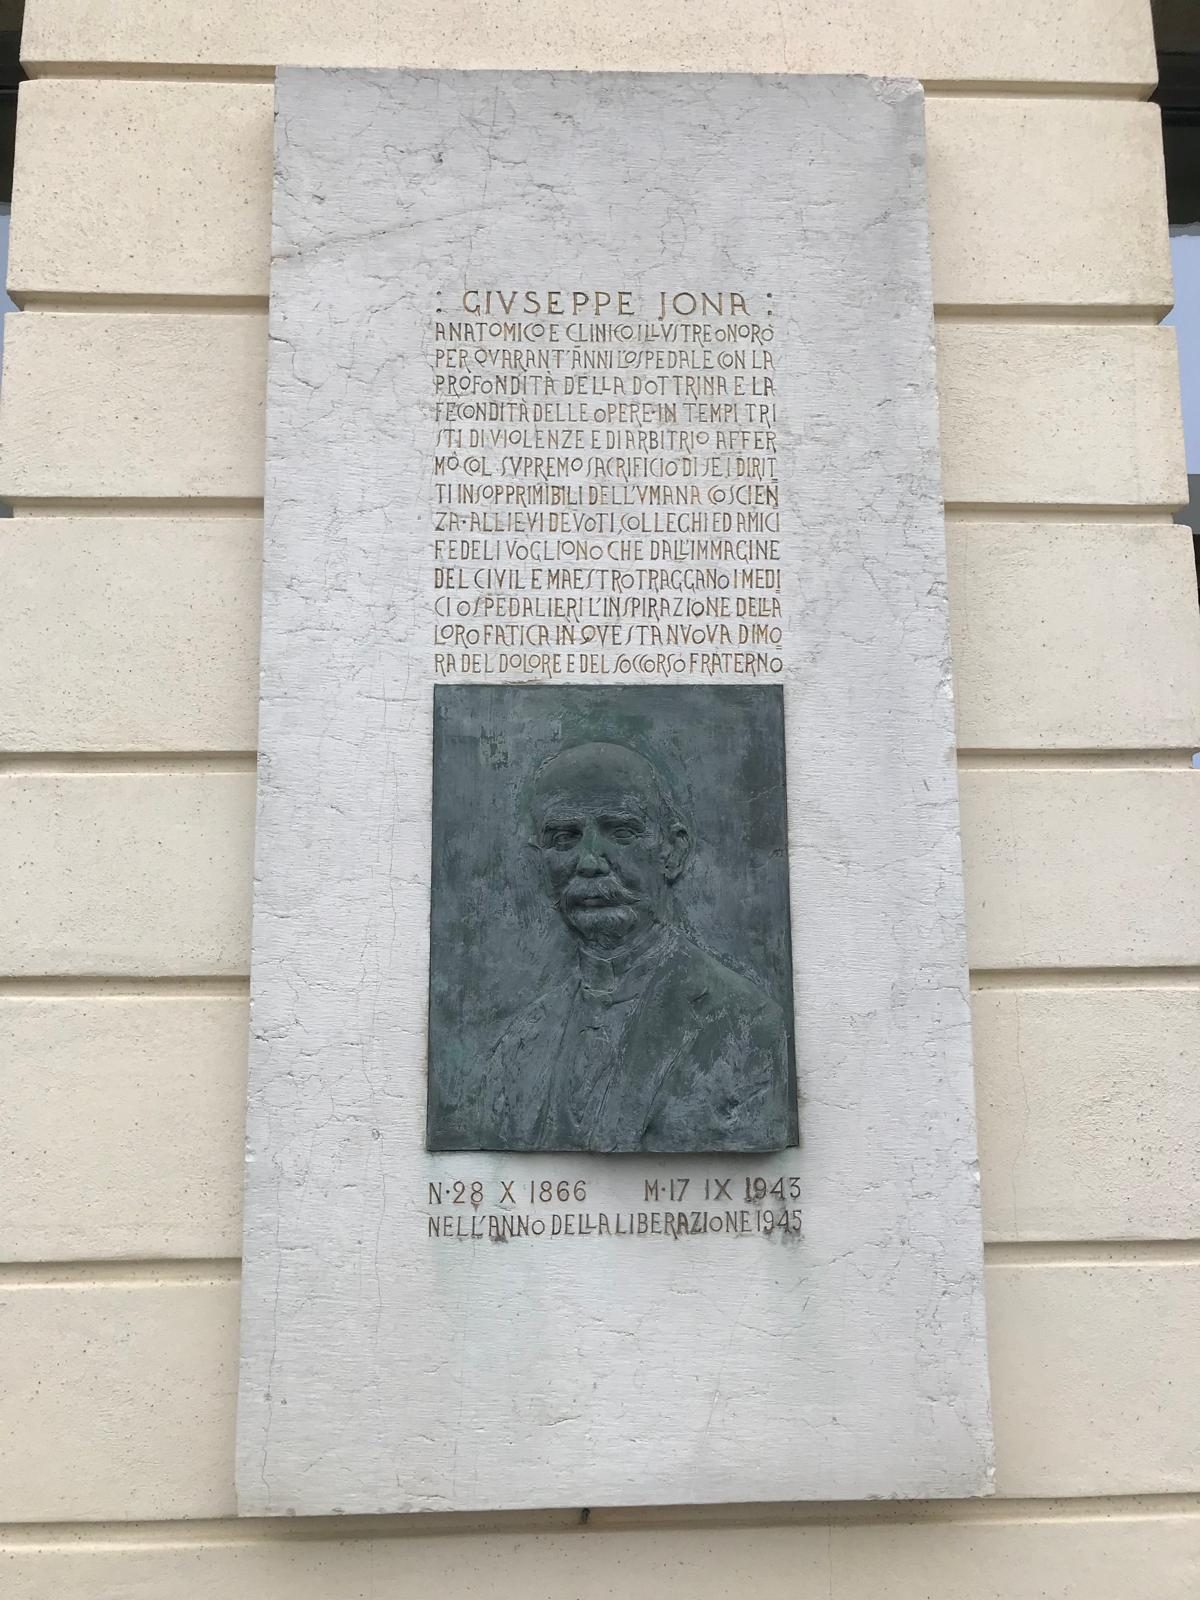 : GIVSEPPE JONA :
ANATOMICO E CLINICO ILLVSTRE ONORÒ
PER QVARANT'ANNI L'OSPEDALE CON LA
PROFONDITÀ DELLA DOTTRINA E LA
FECONDITÀ DELLE OPERE·IN TEMPI TRI
STI DI VIOLENZE E DI ARBITRIO AFFER
MÒ COL SVPREMO SACRIFICIO DI SE I DIRIT
TI INSOPPRIMIBILI DELL'VMANA COSCIEN
ZA·ALLIEVI DEVOTI, COLLEGHI ED AMICI
FEDELI VOGLIONO CHE DALL'IMMAGINE
DEL CIVIL E MAESTRO TRAGGANO I MEDI
CI OSPEDALIERI L'INSPIRAZIONE DELLA
LORO FATICA IN QVESTA NVOVA DIMO
RA DEL DOLORE E DEL SOCCORSO FRATERNO
N·28 X 1866 M·17 IX 1943
NELL'ANNO DELLA LIBERAZIONE 1945